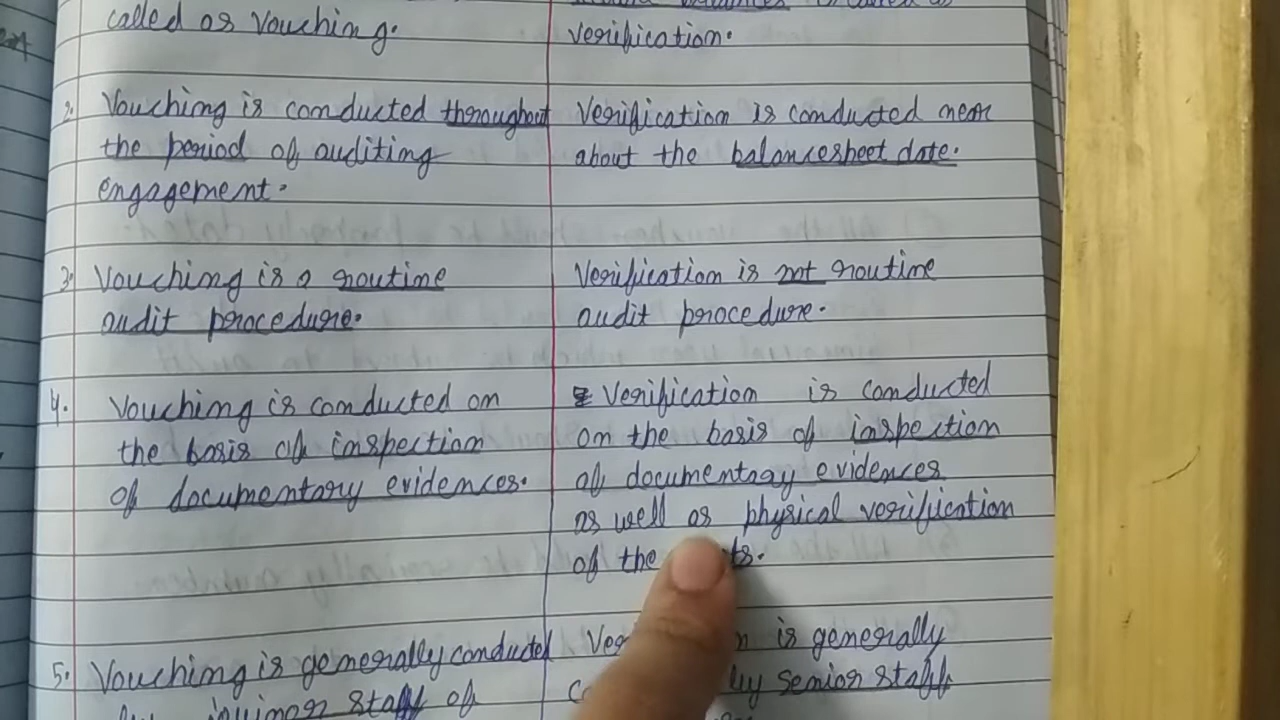 called as Vouching.
verification.
2. Vouching is conducted throughout
the period of auditing
engagement.
Verification is conducted near
about the balancesheet date.
3. Vouching is a routine
audit procedure.
Verification is not routine
audit procedure.
4. Vouching is conducted on
the basis of inspection
of documentary evidences.
Verification is conducted
on the basis of inspection
of documentary evidences
as well as physical verification
of the
5. Vouching is generally conducted
staff of
is generally
by senior staff